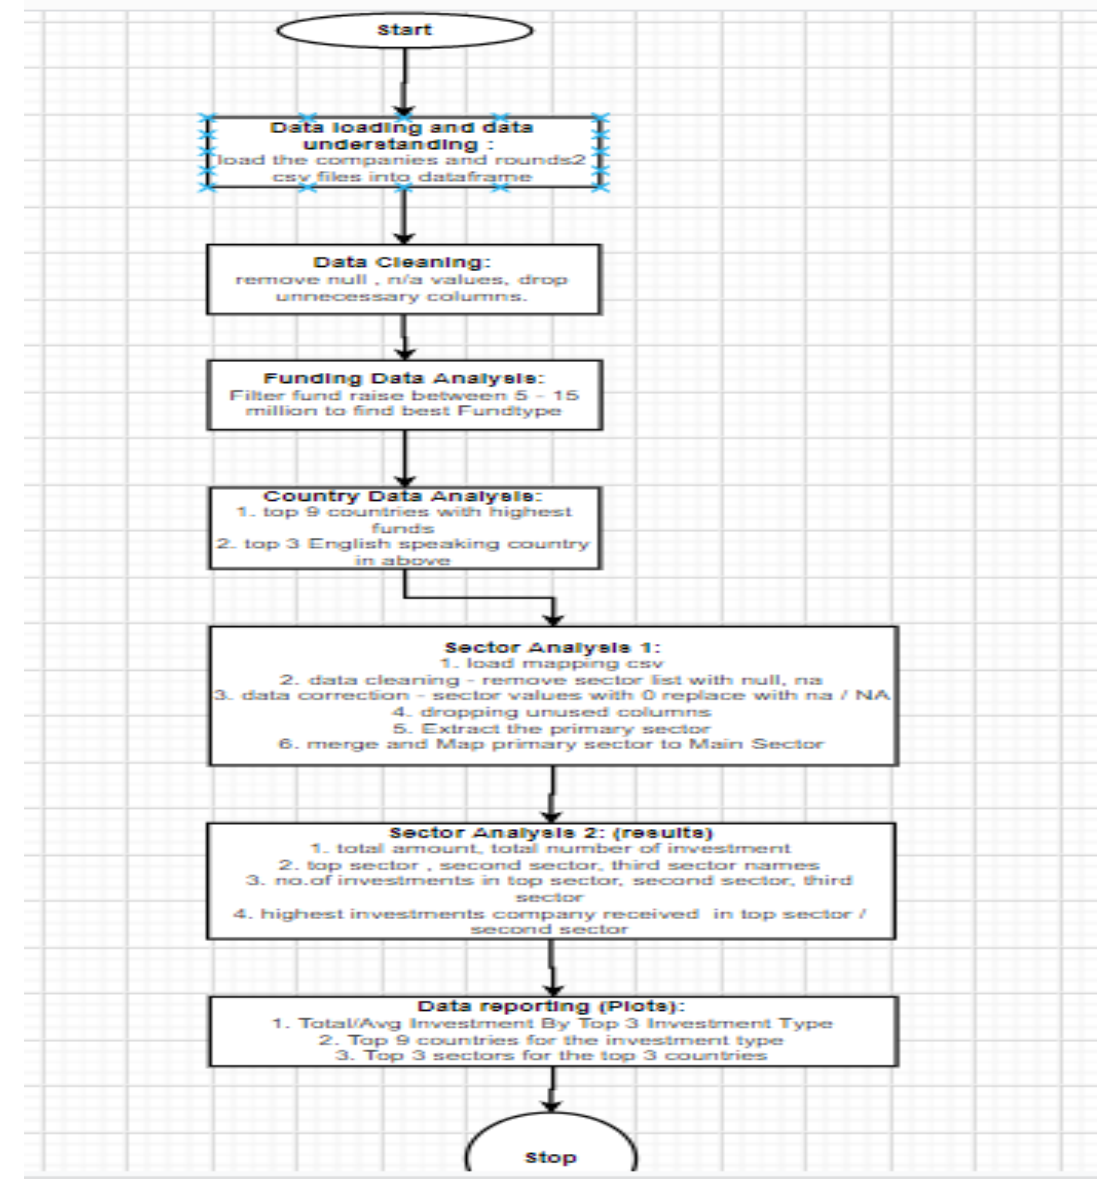 Start
Data loading and data
understanding :
load the companies and rounds2
csv files into dataframe
Data Cleaning:
remove null , n/a values, drop
unnecessary columns.
Funding Data Analysis:
Filter fund raise between 5 - 15
million to find best Fundtype
Country Data Analysis:
1. top 9 countries with highest
funds
2. top 3 English speaking country
in above
Sector Analysis 1:
1. load mapping csv
2. data cleaning - remove sector list with null, na
3. data correction - sector values with 0 replace with na / NA
4. dropping unused columns
5. Extract the primary sector
6. merge and Map primary sector to Main Sector
Sector Analysis 2: (results)
1. total amount, total number of investment
2. top sector , second sector, third sector names
3. no.of investments in top sector, second sector, third
sector
4. highest investments company received in top sector /
second sector
Data reporting (Plots):
1. Total/Avg Investment By Top 3 Investment Type
2. Top 9 countries for the investment type
3. Top 3 sectors for the top 3 countries
Stop